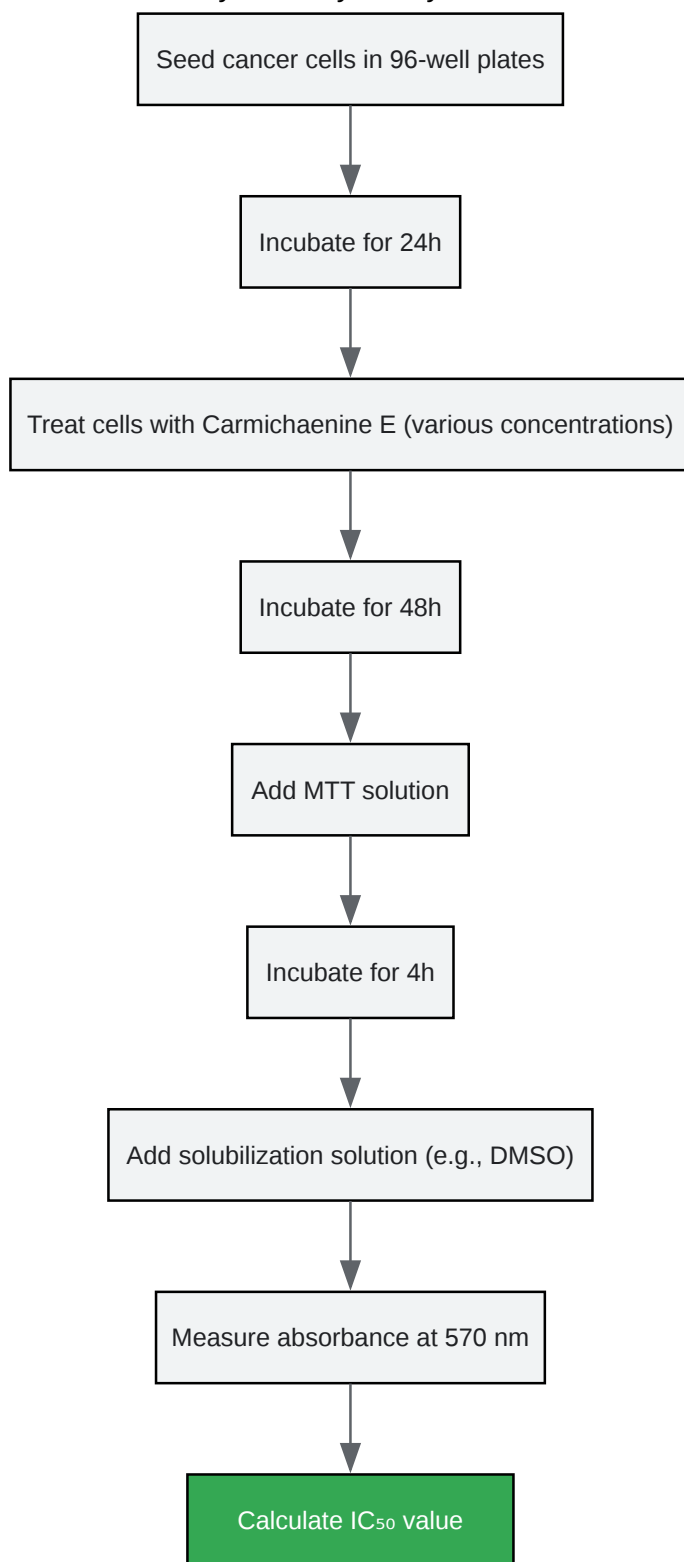 Seed cancer cells in 96-well plates
Incubate for 24h
Treat cells with Carmichaenine E (various concentrations)
Incubate for 48h
Add MTT solution
Incubate for 4h
Add solubilization solution (e.g., DMSO)
Measure absorbance at 570 nm
Calculate IC₅₀ value